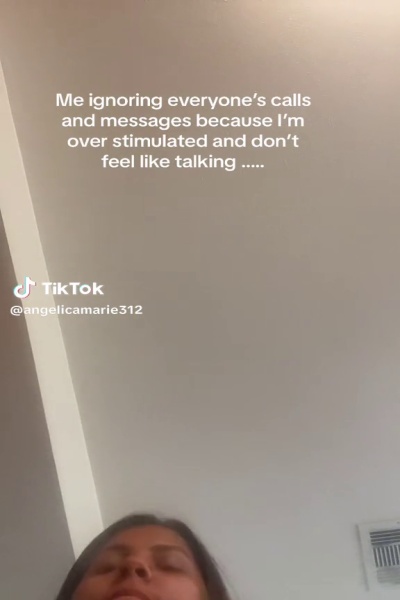 Me ignoring everyone's calls
and messages because I'm
over stimulated and don't
feel like talking .....
TikTok
@angelicamarie312